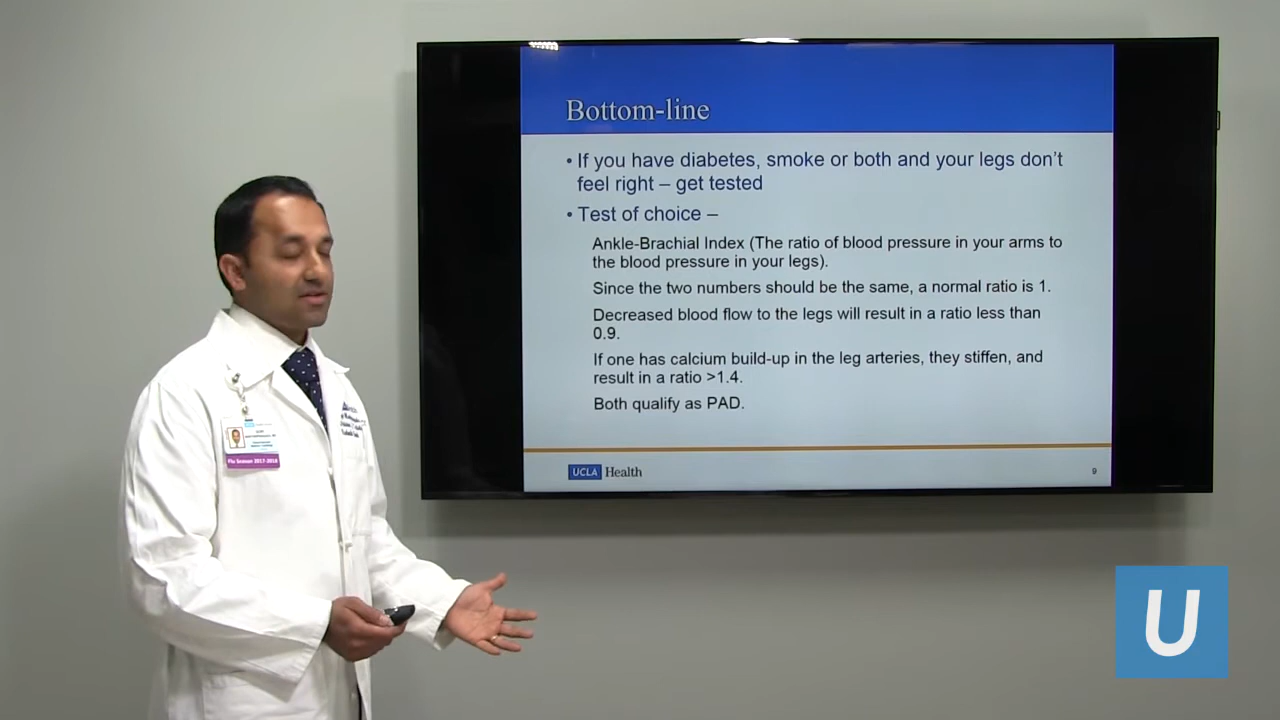 Bottom-line
• If you have diabetes, smoke or both and your legs don't
feel right – get tested
• Test of choice –
Ankle-Brachial Index (The ratio of blood pressure in your arms to
the blood pressure in your legs).
Since the two numbers should be the same, a normal ratio is 1.
Decreased blood flow to the legs will result in a ratio less than
0.9.
If one has calcium build-up in the leg arteries, they stiffen, and
result in a ratio >1.4.
Both qualify as PAD.
UCLA Health
9
Flu Season 2017-2018
U